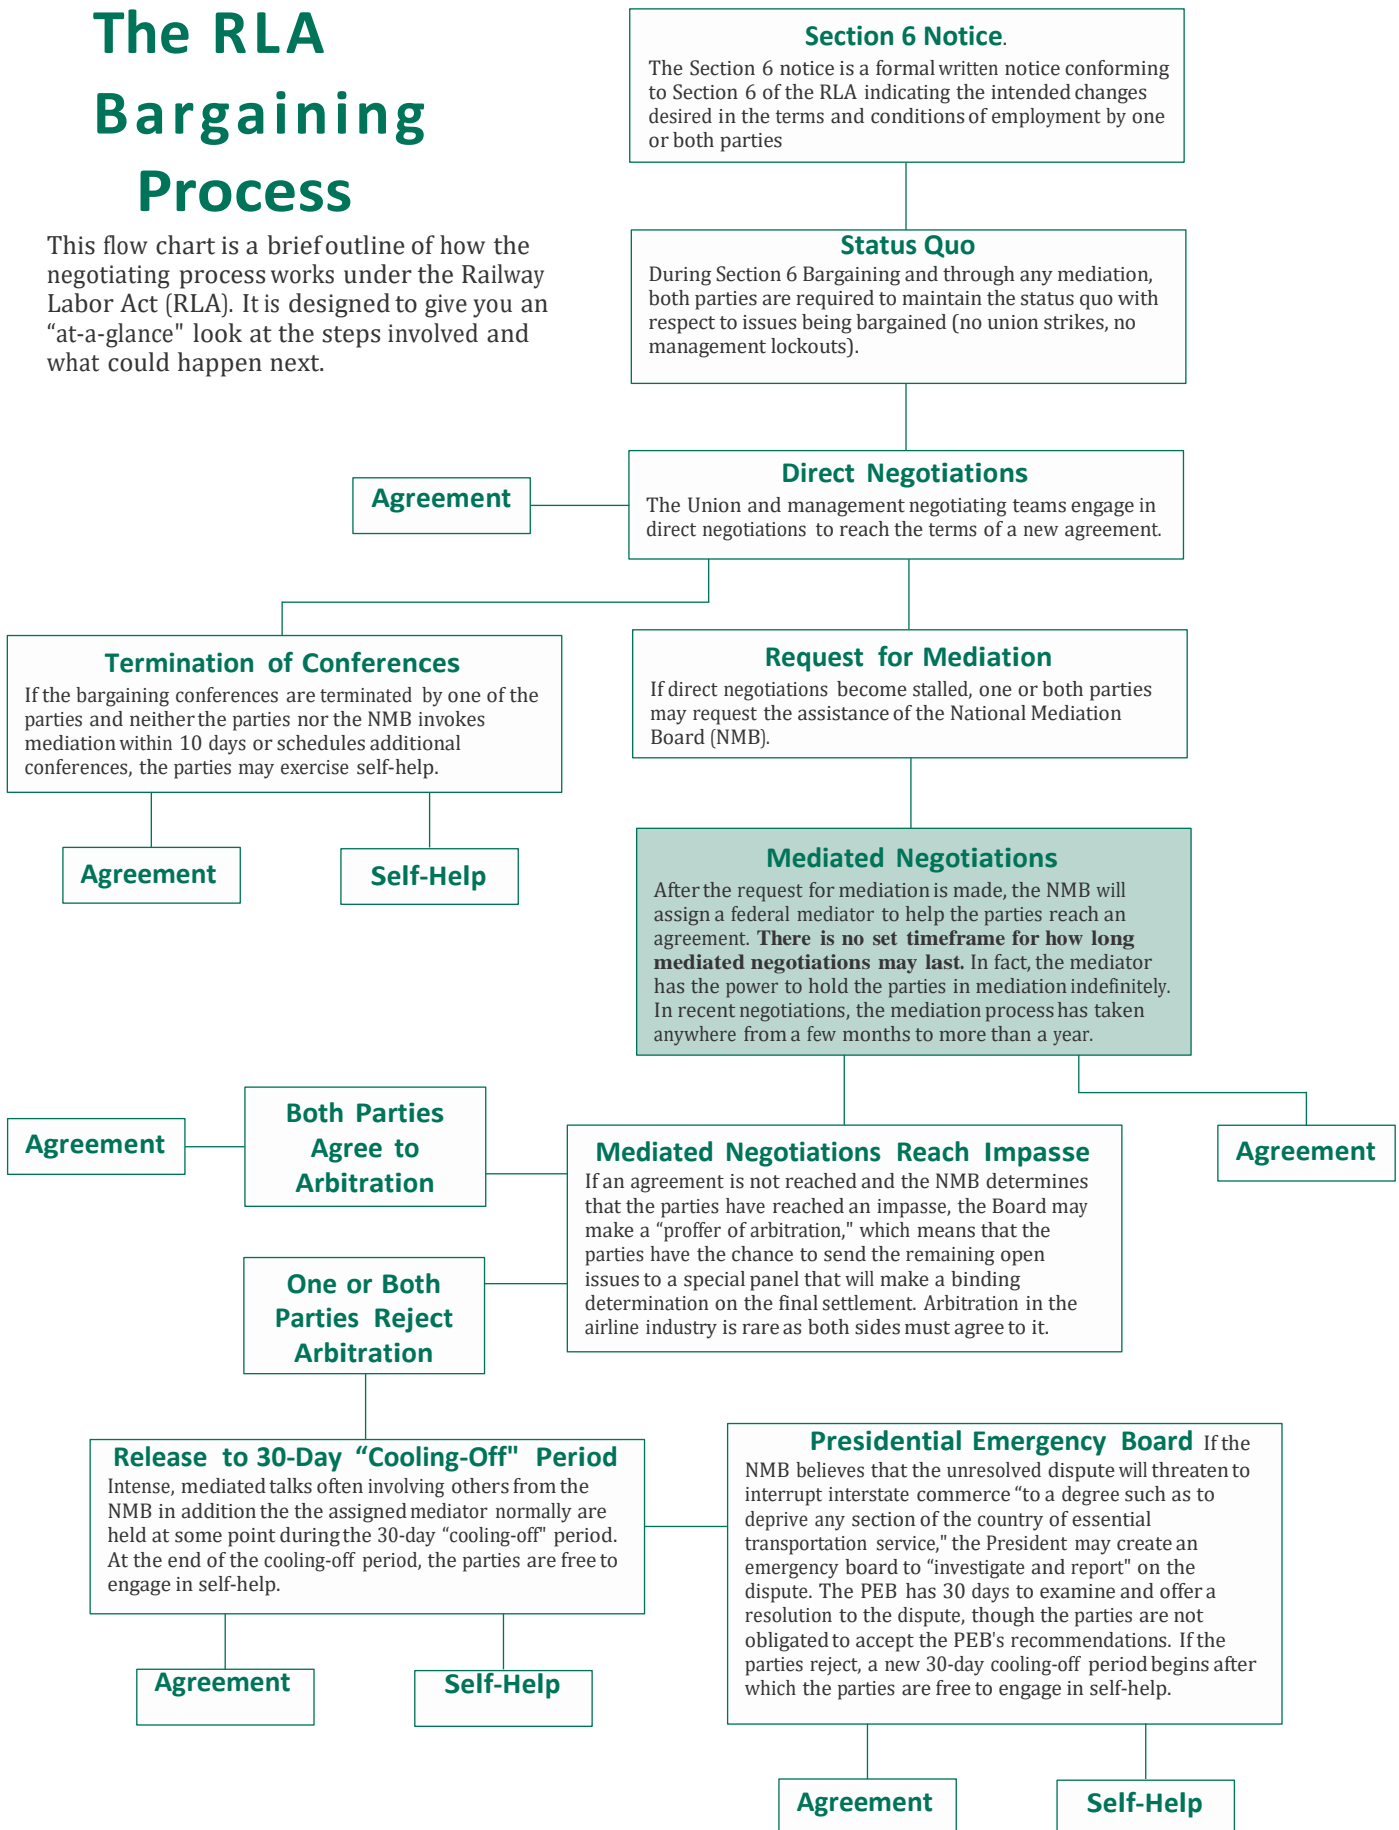 The RLA
Bargaining
Process
This flow chart is a brief outline of how the
negotiating process works under the Railway
Labor Act (RLA). It is designed to give you an
“at-a-glance" look at the steps involved and
what could happen next.
Section 6 Notice.
The Section 6 notice is a formal written notice conforming
to Section 6 of the RLA indicating the intended changes
desired in the terms and conditions of employment by one
or both parties
Status Quo
During Section 6 Bargaining and through any mediation,
both parties are required to maintain the status quo with
respect to issues being bargained (no union strikes, no
management lockouts).
Direct Negotiations
The Union and management negotiating teams engage in
direct negotiations to reach the terms of a new agreement.
Agreement
Termination of Conferences
If the bargaining conferences are terminated by one of the
parties and neither the parties nor the NMB invokes
mediation within 10 days or schedules additional
conferences, the parties may exercise self-help.
Agreement
Self-Help
Request for Mediation
If direct negotiations become stalled, one or both parties
may request the assistance of the National Mediation
Board (NMB).
Mediated Negotiations
After the request for mediation is made, the NMB will
assign a federal mediator to help the parties reach an
agreement. There is no set timeframe for how long
mediated negotiations may last. In fact, the mediator
has the power to hold the parties in mediation indefinitely.
In recent negotiations, the mediation process has taken
anywhere from a few months to more than a year.
Agreement
Mediated Negotiations Reach Impasse
If an agreement is not reached and the NMB determines
that the parties have reached an impasse, the Board may
make a “proffer of arbitration," which means that the
parties have the chance to send the remaining open
issues to a special panel that will make a binding
determination on the final settlement. Arbitration in the
airline industry is rare as both sides must agree to it.
Both Parties
Agree to
Arbitration
Agreement
One or Both
Parties Reject
Arbitration
Release to 30-Day “Cooling-Off" Period
Intense, mediated talks often involving others from the
NMB in addition the the assigned mediator normally are
held at some point during the 30-day “cooling-off" period.
At the end of the cooling-off period, the parties are free to
engage in self-help.
Agreement
Self-Help
Presidential Emergency Board If the
NMB believes that the unresolved dispute will threaten to
interrupt interstate commerce “to a degree such as to
deprive any section of the country of essential
transportation service," the President may create an
emergency board to “investigate and report" on the
dispute. The PEB has 30 days to examine and offer a
resolution to the dispute, though the parties are not
obligated to accept the PEB's recommendations. If the
parties reject, a new 30-day cooling-off period begins after
which the parties are free to engage in self-help.
Agreement
Self-Help